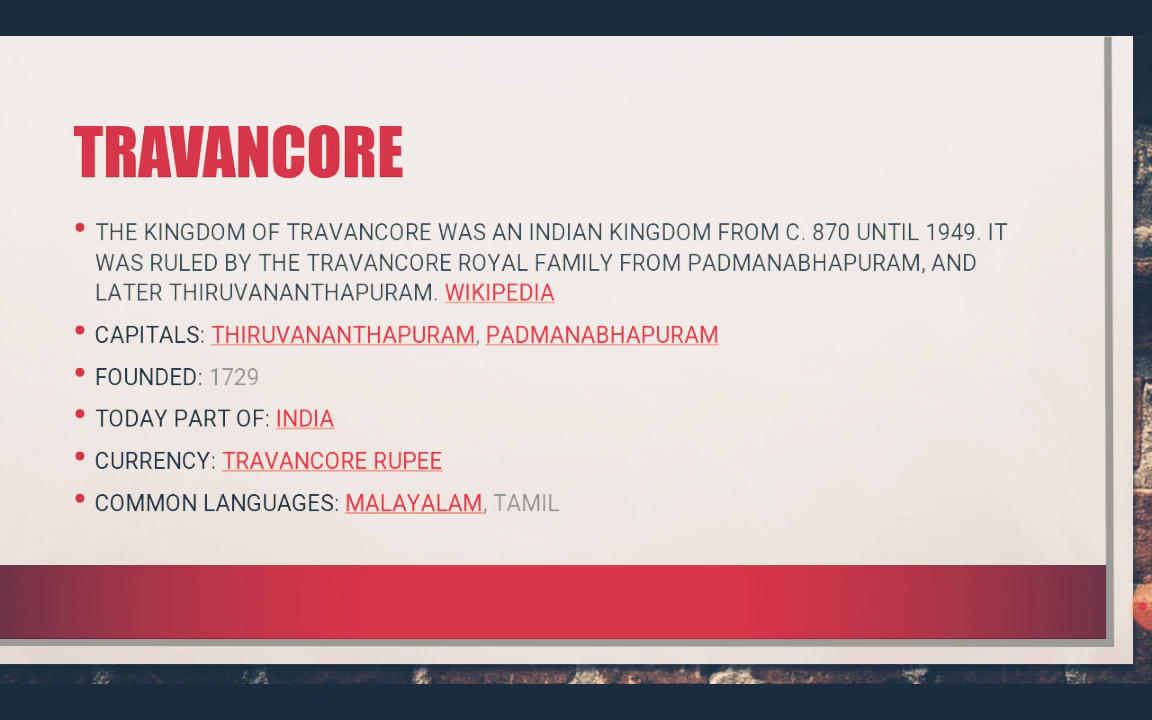 TRAVANCORE
• THE KINGDOM OF TRAVANCORE WAS AN INDIAN KINGDOM FROM C. 870 UNTIL 1949. IT
WAS RULED BY THE TRAVANCORE ROYAL FAMILY FROM PADMANABHAPURAM, AND
LATER THIRUVANANTHAPURAM. WIKIPEDIA
• CAPITALS: THIRUVANANTHAPURAM, PADMANABHAPURAM
• FOUNDED: 1729
• TODAY PART OF: INDIA
• CURRENCY: TRAVANCORE RUPEE
• COMMON LANGUAGES: MALAYALAM, TAMIL